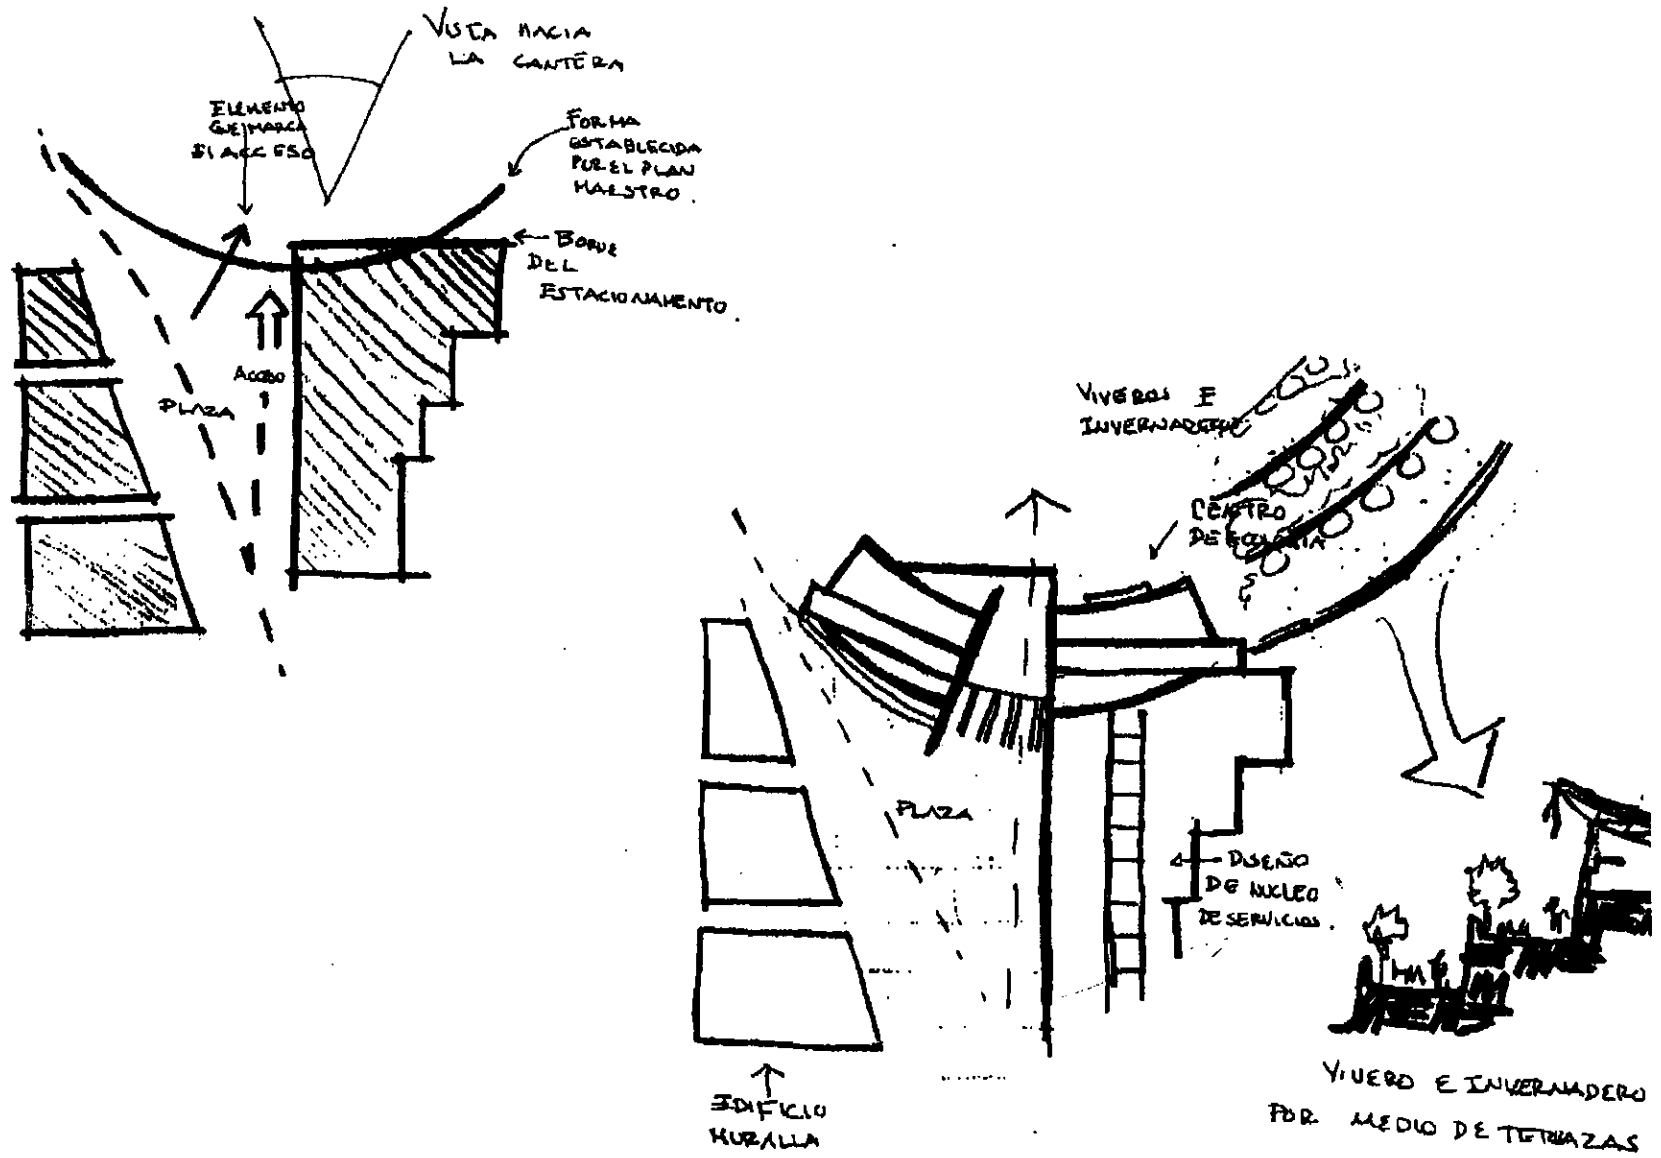 VISTA HACIA
LA CANTERA
ELEMENTO
QUE MARCA
EL ACCESO
FORMA
ESTABLECIDA
POR EL PLAN
MAESTRO.
BORDE
DEL
ESTACIONAMENTO.
ACCESO
PLAZA
VIVEROS E
INVERNADEROS
CENTRO
DE ECOLOGIA
PLAZA
DISEÑO
DE NUCLEO
DE SERVICIOS.
EDIFICIO
MURALLA
VIVERO E INVERNADERO
POR MEDIO DE TERRAZAS